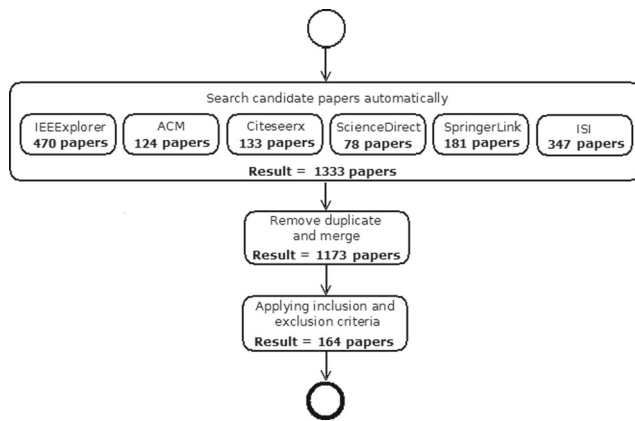 Search candidate papers automatically
IEEExplorer
470 papers
ACM
124 papers
Citeseerx
133 papers
ScienceDirect
78 papers
SpringerLink
181 papers
ISI
347 papers
Result = 1333 papers
Remove duplicate
and merge
Result = 1173 papers
Applying inclusion and
exclusion criteria
Result = 164 papers